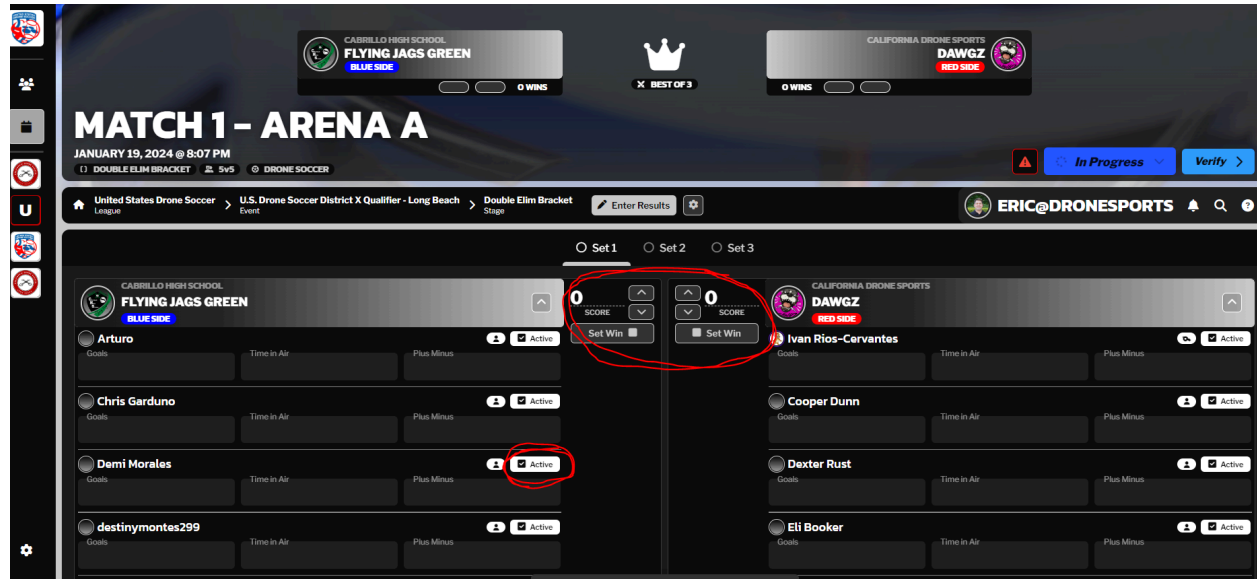 CABRILLO HIGH SCHOOL
FLYING JAGS GREEN
BLUE SIDE
0 WINS
X BEST OF 3
CALIFORNIA DRONE SPORTS
DAWGZ
RED SIDE
0 WINS
MATCH 1 - ARENA A
JANUARY 19, 2024 @ 8:07 PM
DOUBLE ELIM BRACKET 5v5 DRONE SOCCER
In Progress
Verify >
United States Drone Soccer > U.S. Drone Soccer District X Qualifier - Long Beach > Double Elim Bracket
League Event Stage
Enter Results
ERIC@DRONESPORTS
U
Set 1 Set 2 Set 3
CABRILLO HIGH SCHOOL
FLYING JAGS GREEN
BLUE SIDE
0
SCORE
Set Win
0
SCORE
Set Win
CALIFORNIA DRONE SPORTS
DAWGZ
RED SIDE
Arturo Active
Goals Time in Air Plus Minus
Chris Garduno Active
Goals Time in Air Plus Minus
Demi Morales Active
Goals Time in Air Plus Minus
destinymontes299 Active
Goals Time in Air Plus Minus
Ivan Rios-Cervantes Active
Goals Time in Air Plus Minus
Cooper Dunn Active
Goals Time in Air Plus Minus
Dexter Rust Active
Goals Time in Air Plus Minus
Eli Booker Active
Goals Time in Air Plus Minus